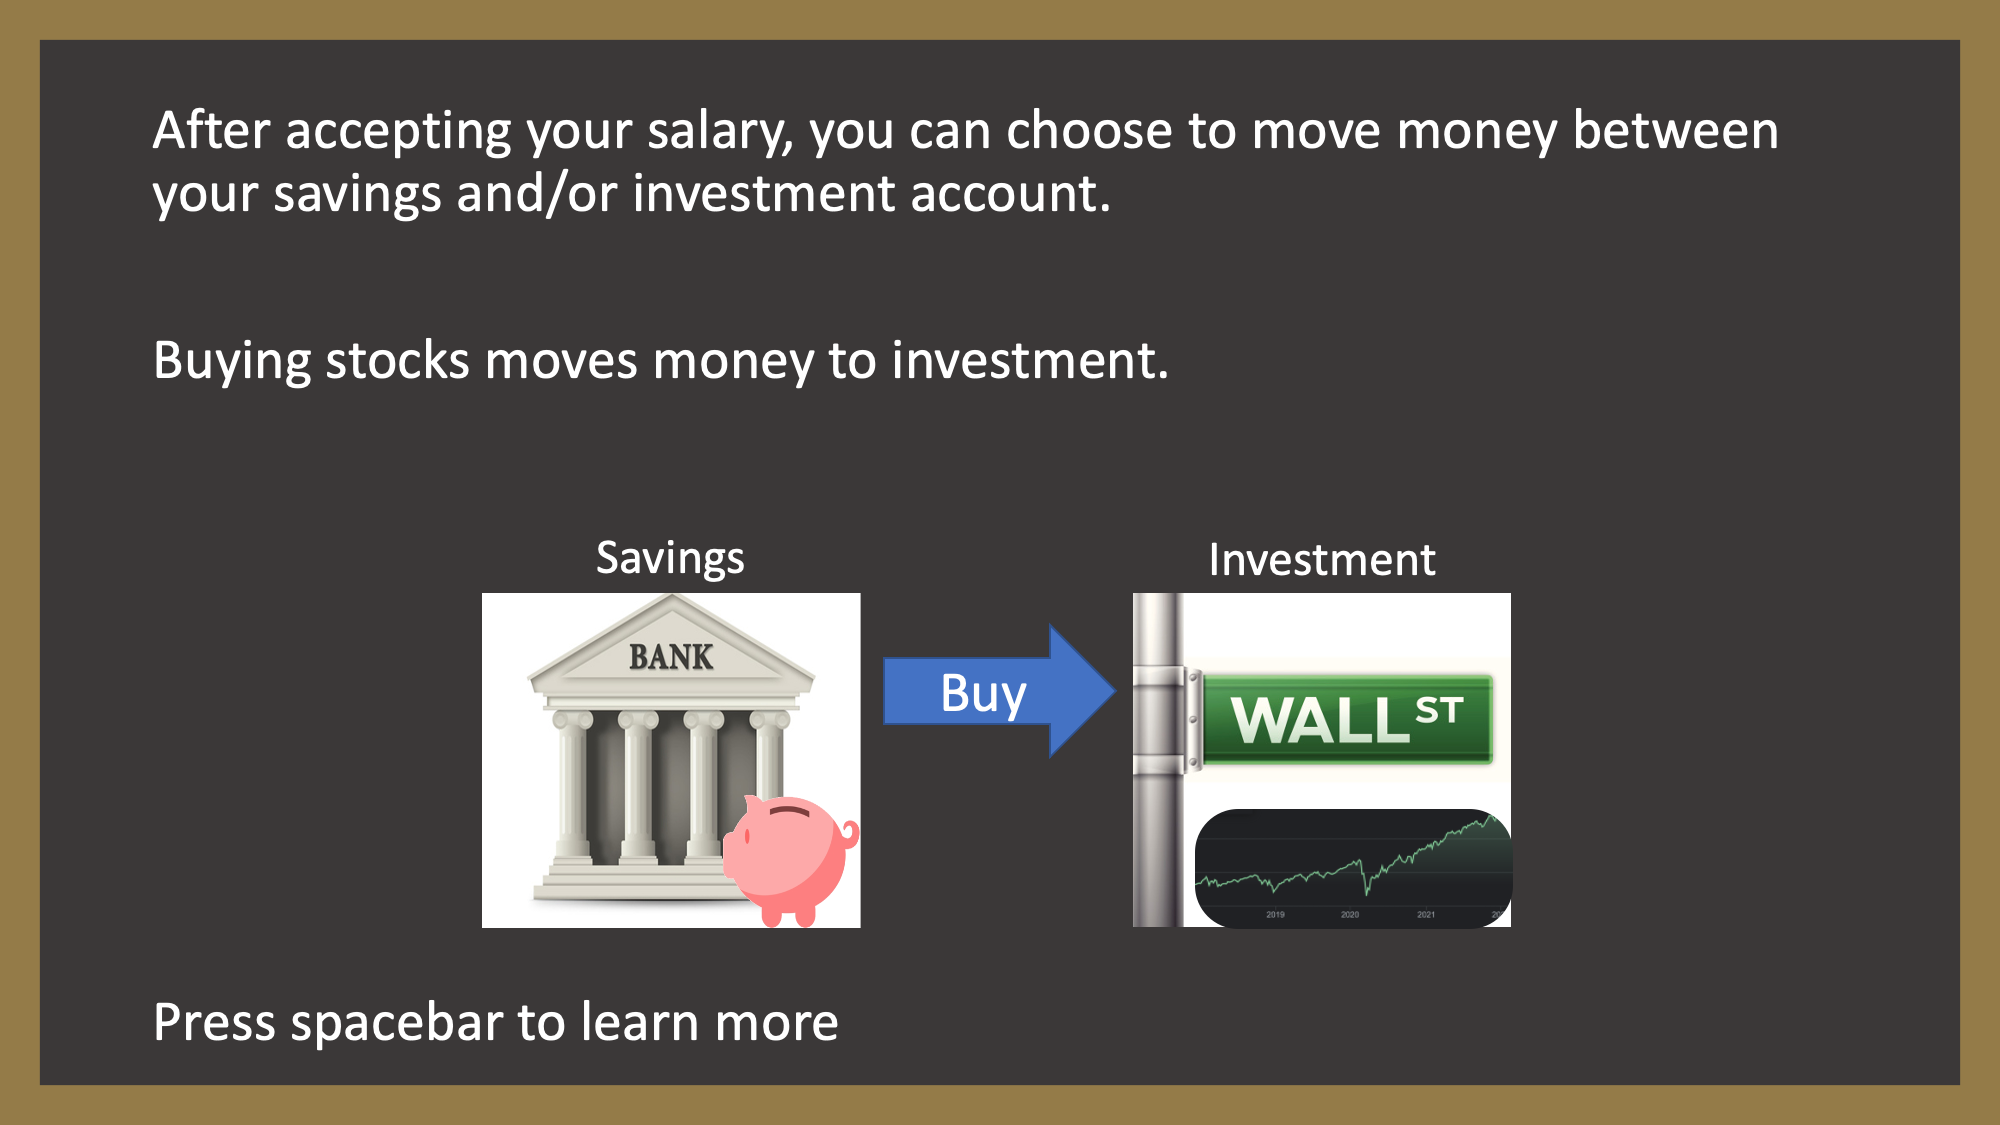 After accepting your salary, you can choose to move money between
your savings and/or investment account.
Buying stocks moves money to investment.
Savings
Investment
BANK
Buy
WALL ST
2019 2020 2021
Press spacebar to learn more